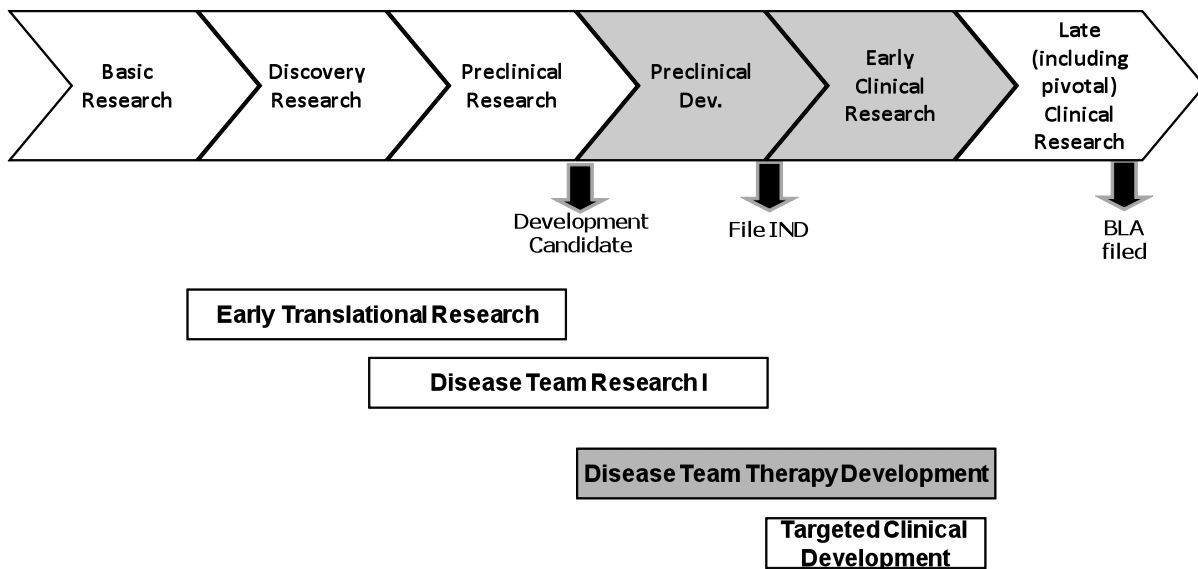 Basic
Research
Discovery
Research
Preclinical
Research
Preclinical
Dev.
Early
Clinical
Research
Late
(including
pivotal)
Clinical
Research
Development
Candidate
File IND
BLA
filed
Early Translational Research
Disease Team Research I
Disease Team Therapy Development
Targeted Clinical
Development